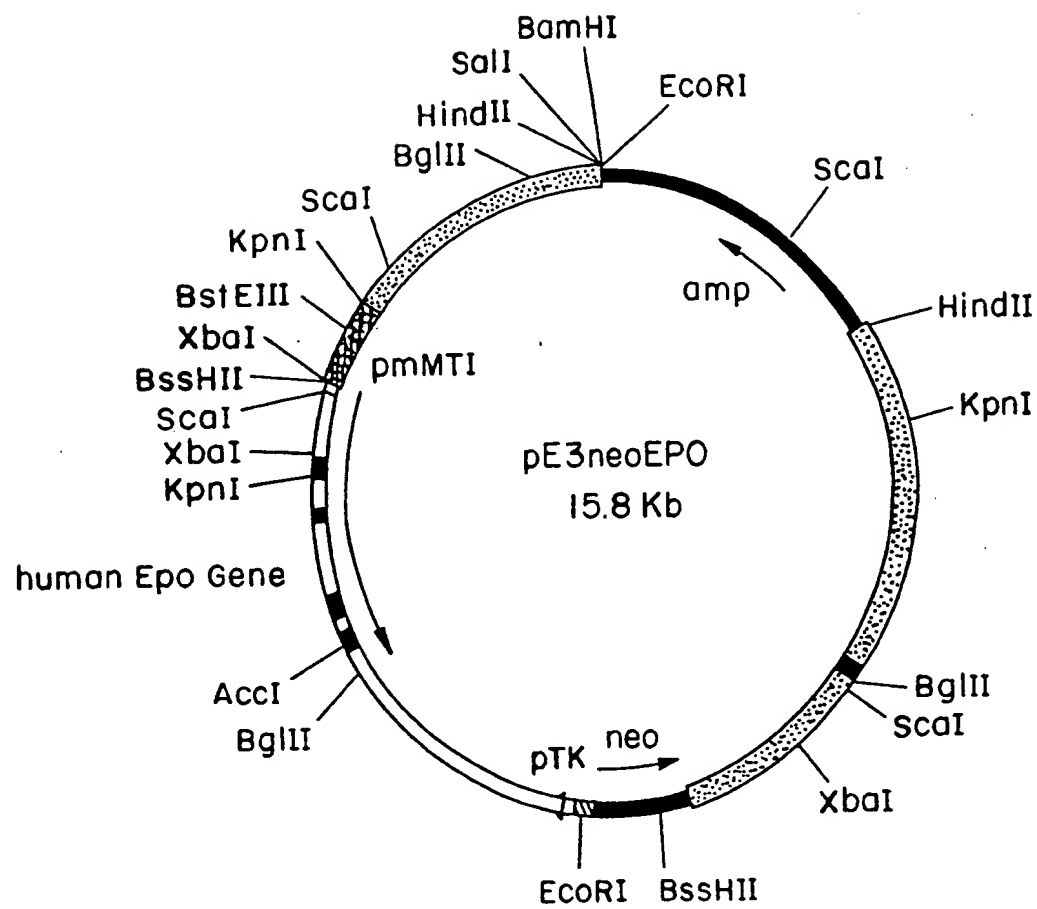 BamHI
SalI
EcoRI
HindII
BglII
ScaI
ScaI
KpnI
amp
BstEIII
HindII
XbaI
pmMTI
BssHII
ScaI
KpnI
XbaI
pE3neoEPO
KpnI
15.8 Kb
human Epo Gene
AccI
BglII
BglII
ScaI
neo
pTK
XbaI
EcoRI
BssHII